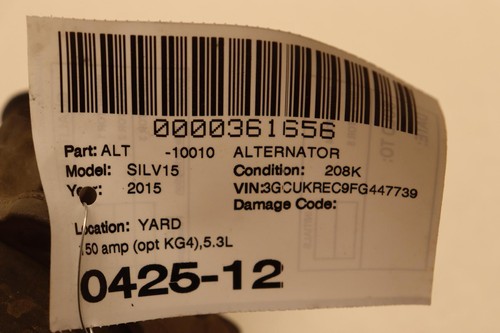 0000361656
Part: ALT -10010 ALTERNATOR
Model: SILV15 Condition: 208K
Year: 2015 VIN:3GCUKREC9FG447739
Damage Code:
Location: YARD
150 amp (opt KG4),5.3L
0425-12